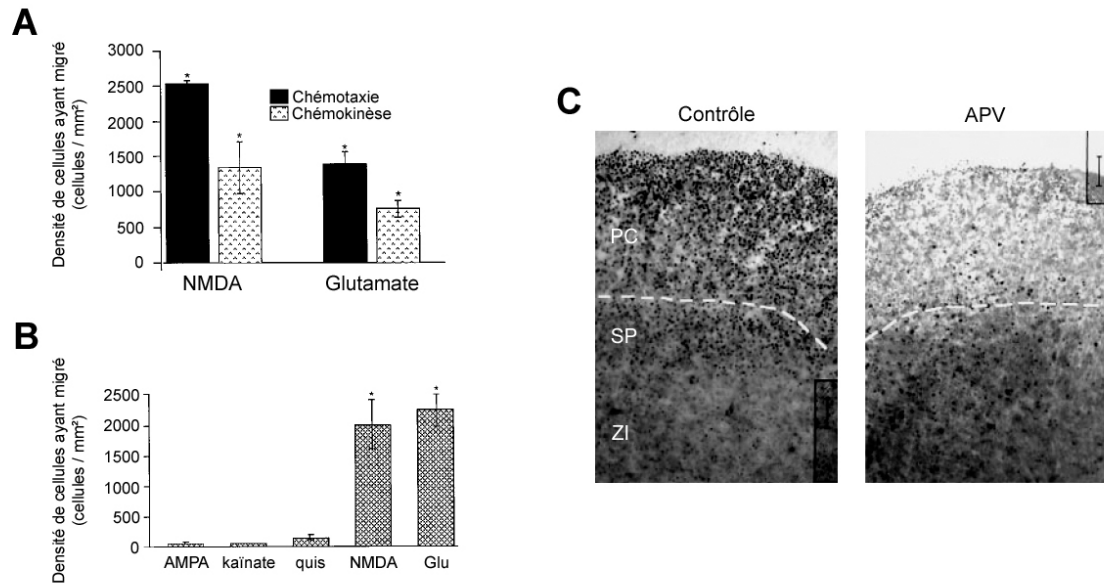 A
Densité de cellules ayant migré
(cellules / mm²)
3000
2500
2000
1500
1000
500
0
*
*
*
*
Chémotaxie
Chémokinèse
NMDA
Glutamate
B
Densité de cellules ayant migré
(cellules / mm²)
2500
2000
1500
1000
500
0
*
*
AMPA kaïnate quis NMDA Glu
C
Contrôle
APV
PC
SP
ZI